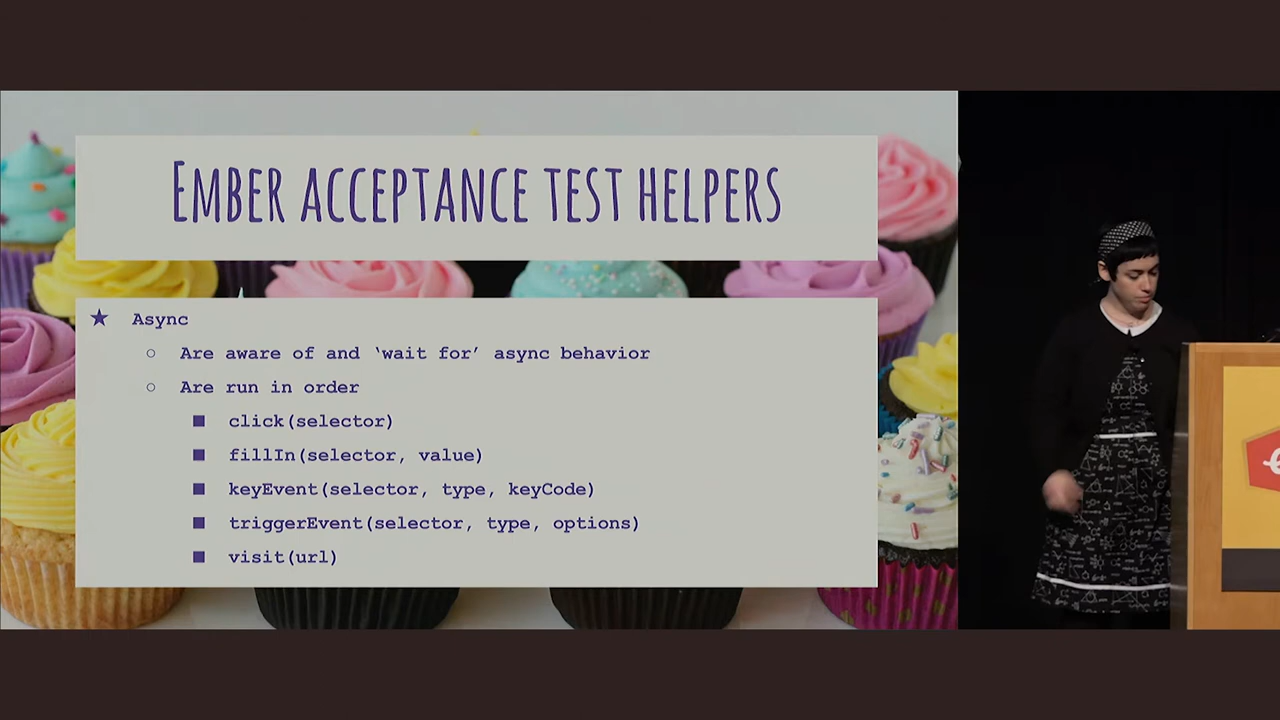 Ember acceptance test helpers
★ Async
○ Are aware of and ‘wait for’ async behavior
○ Are run in order
■ click(selector)
■ fillIn(selector, value)
■ keyEvent(selector, type, keyCode)
■ triggerEvent(selector, type, options)
■ visit(url)